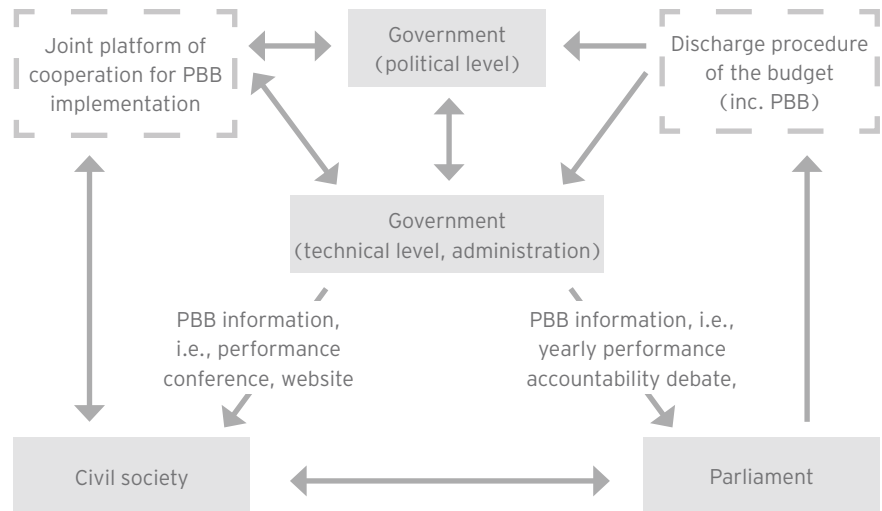 Joint platform of
cooperation for PBB
implementation
Government
(political level)
Discharge procedure
of the budget
(inc. PBB)
Government
(technical level, administration)
PBB information,
i.e., performance
conference, website
PBB information, i.e.,
yearly performance
accountability debate,
Civil society
Parliament